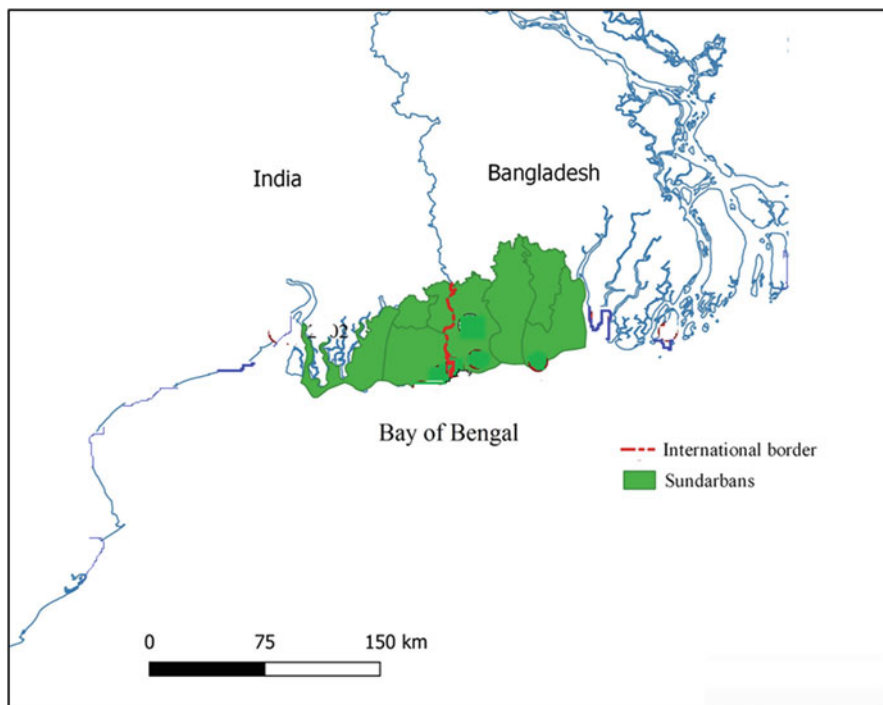 India
Bangladesh
Bay of Bengal
International border
Sundarbans
0 75 150 km